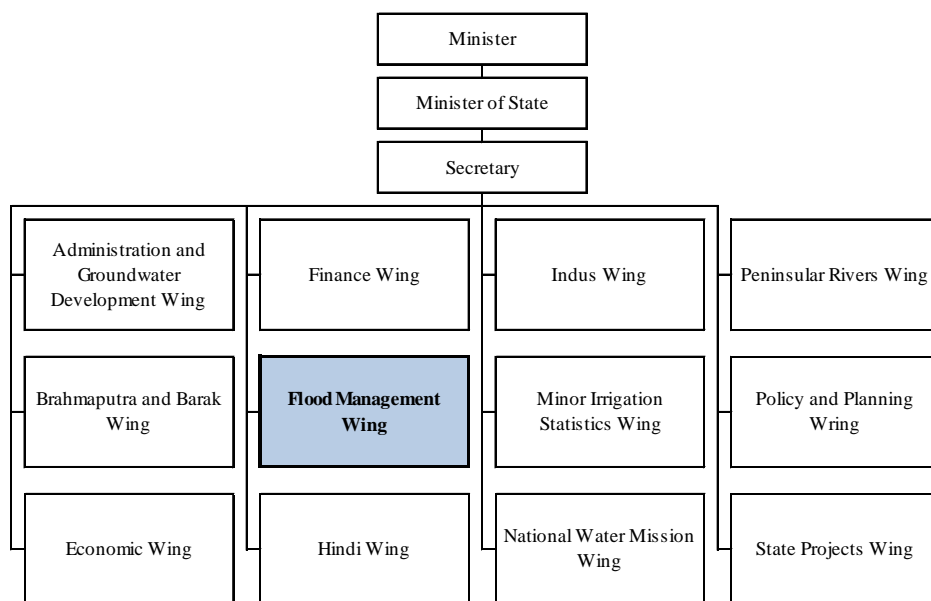 Minister
Minister of State
Secretary
Administration and
Groundwater
Development Wing
Finance Wing
Indus Wing
Peninsular Rivers Wing
Brahmaputra and Barak
Wing
Flood Management
Wing
Minor Irrigation
Statistics Wing
Policy and Planning
Wring
Economic Wing
Hindi Wing
National Water Mission
Wing
State Projects Wing